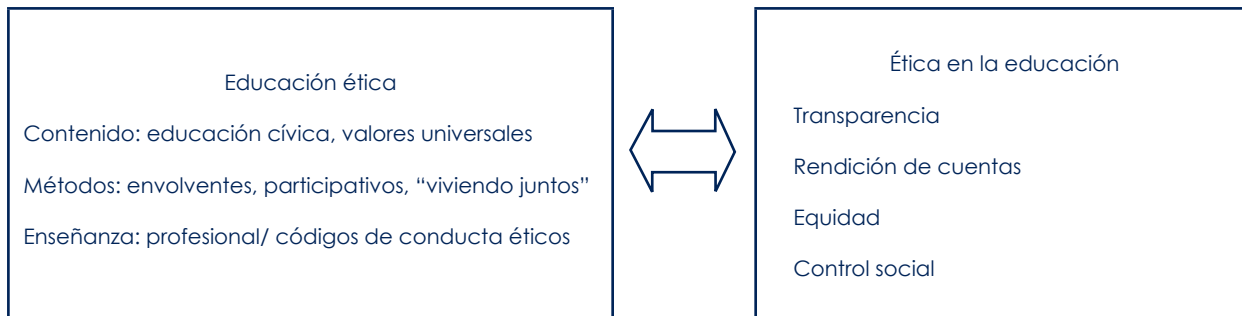 Educación ética
Contenido: educación cívica, valores universales
Métodos: envolventes, participativos, “viviendo juntos”
Enseñanza: profesional/ códigos de conducta éticos
Ética en la educación
Transparencia
Rendición de cuentas
Equidad
Control social